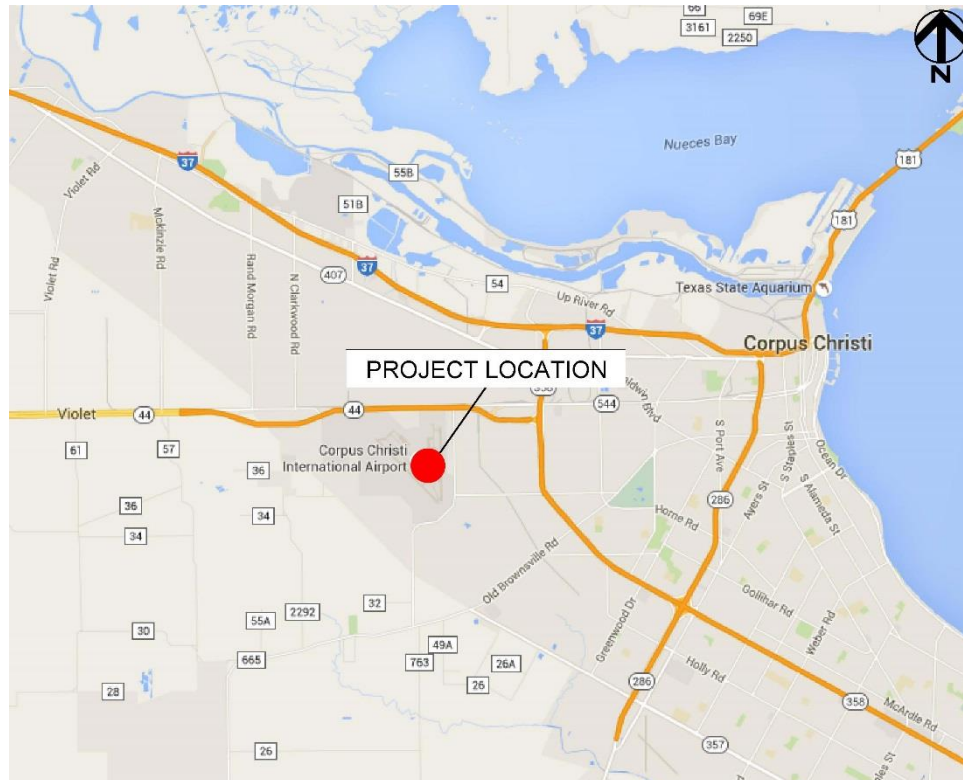 66
3161
69E
2250
N
Nueces Bay
181
37
Violet Rd
55B
181
51B
Mckinzie Rd
Violet Rd
Rand Morgan Rd
N Clarkwood Rd
407
37
54
Up River Rd
Texas State Aquarium
37
Corpus Christi
PROJECT LOCATION
358
Baldwin Blvd
544
Violet
44
44
S Port Ave
S Staples St
Ocean Dr
61
57
Corpus Christi
International Airport
36
36
34
34
286
Ayers St
S Alameda St
Horne Rd
Old Brownsville Rd
Greenwood Dr
Gollihar Rd
Weber Rd
32
2292
55A
30
49A
665
763
26A
26
28
Holly Rd
286
358
McArdle Rd
357
26